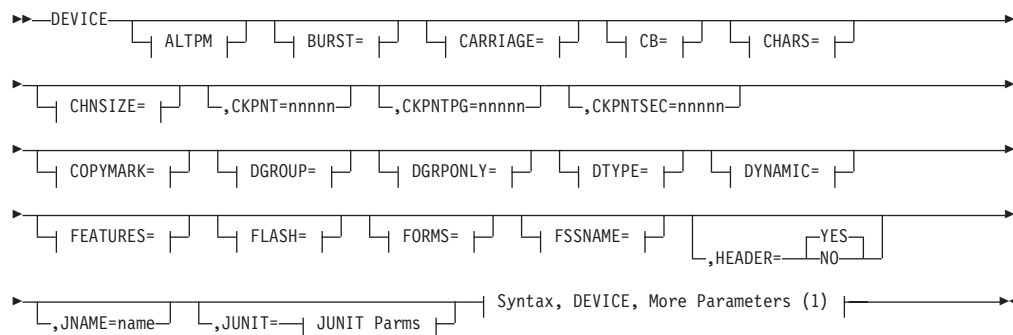 DEVICE ALTPM BURST= CARRIAGE= CB= CHARS=
CHNSIZE= ,CKPNT=nnnnn ,CKPNTPG=nnnnn ,CKPNTSEC=nnnnn
COPYMARK= DGROUP= DGRPONLY= DTYPE= DYNAMIC=
FEATURES= FLASH= FORMS= FSSNAME= ,HEADER= YES
NO
,JNAME=name ,JUNIT= JUNIT Parms Syntax, DEVICE, More Parameters (1)